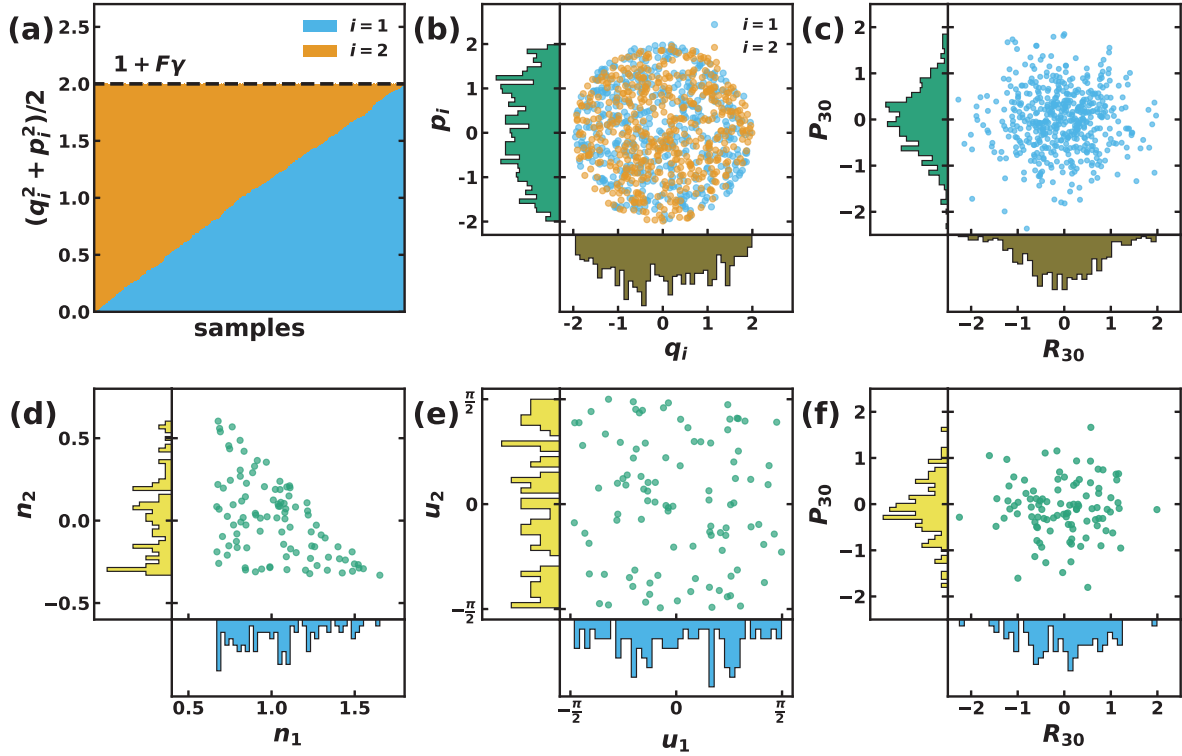 (a)
(q_i^2 + p_i^2)/2
2.5
2.0
1.5
1.0
0.5
0.0
1 + Fγ
i = 1
i = 2
samples
(b)
p_i
2
1
0
-1
-2
i = 1
i = 2
-2 -1 0 1 2
q_i
(c)
P_30
2
1
0
-1
-2
-2 -1 0 1 2
R_30
(d)
n_2
0.5
0.0
−0.5
0.5 1.0 1.5
n_1
(e)
u_2
π/2
0
−π/2
−π/2 0 π/2
u_1
(f)
P_30
2
1
0
-1
-2
-2 -1 0 1 2
R_30